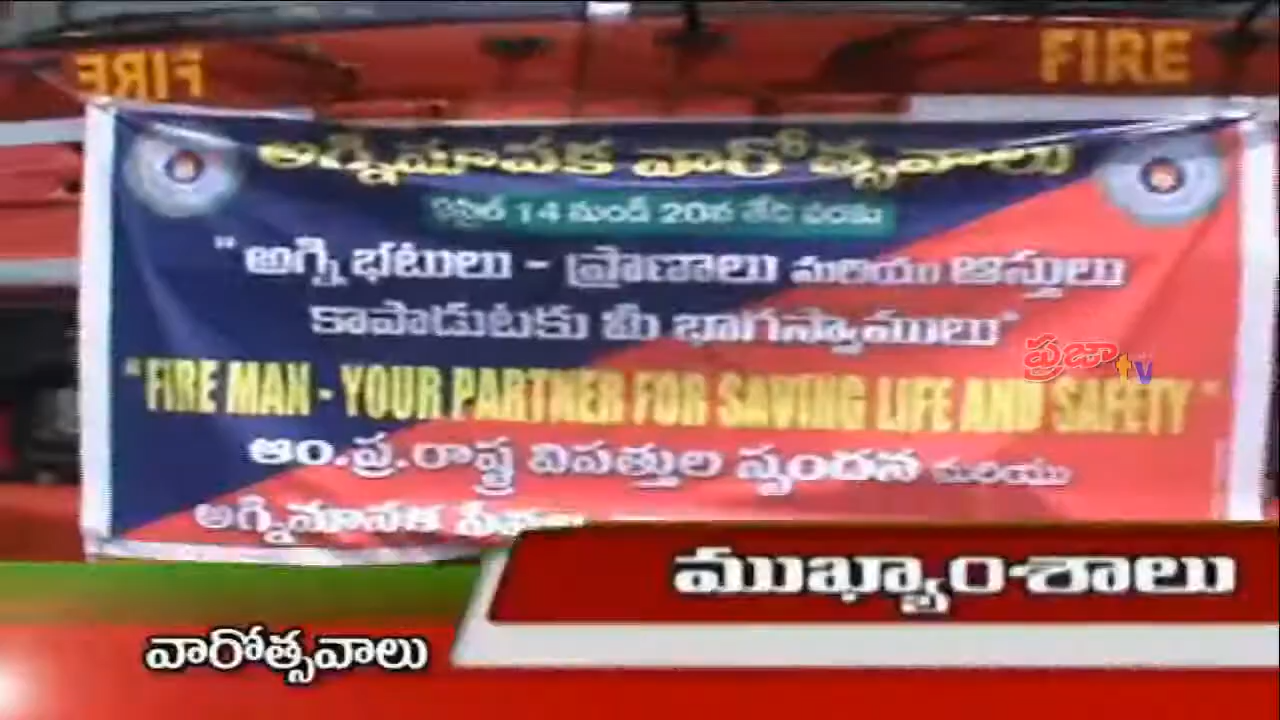 FIRE
FIRE
అగ్నిమాపక వారోత్సవాలు
ఏప్రిల్ 14 నుండి 20వ తేది వరకు
" అగ్ని భటులు - ప్రాణాలు మరియు ఆస్తులు
కాపాడుటకు మీ భాగస్వాములు"
"FIRE MAN - YOUR PARTNER FOR SAVING LIFE AND SAFETY "
ప్రజా tv
ఆం.ప్ర.రాష్ట్ర విపత్తుల స్పందన మరియు
అగ్నిమాపక
ముఖ్యాంశాలు
వారోత్సవాలు